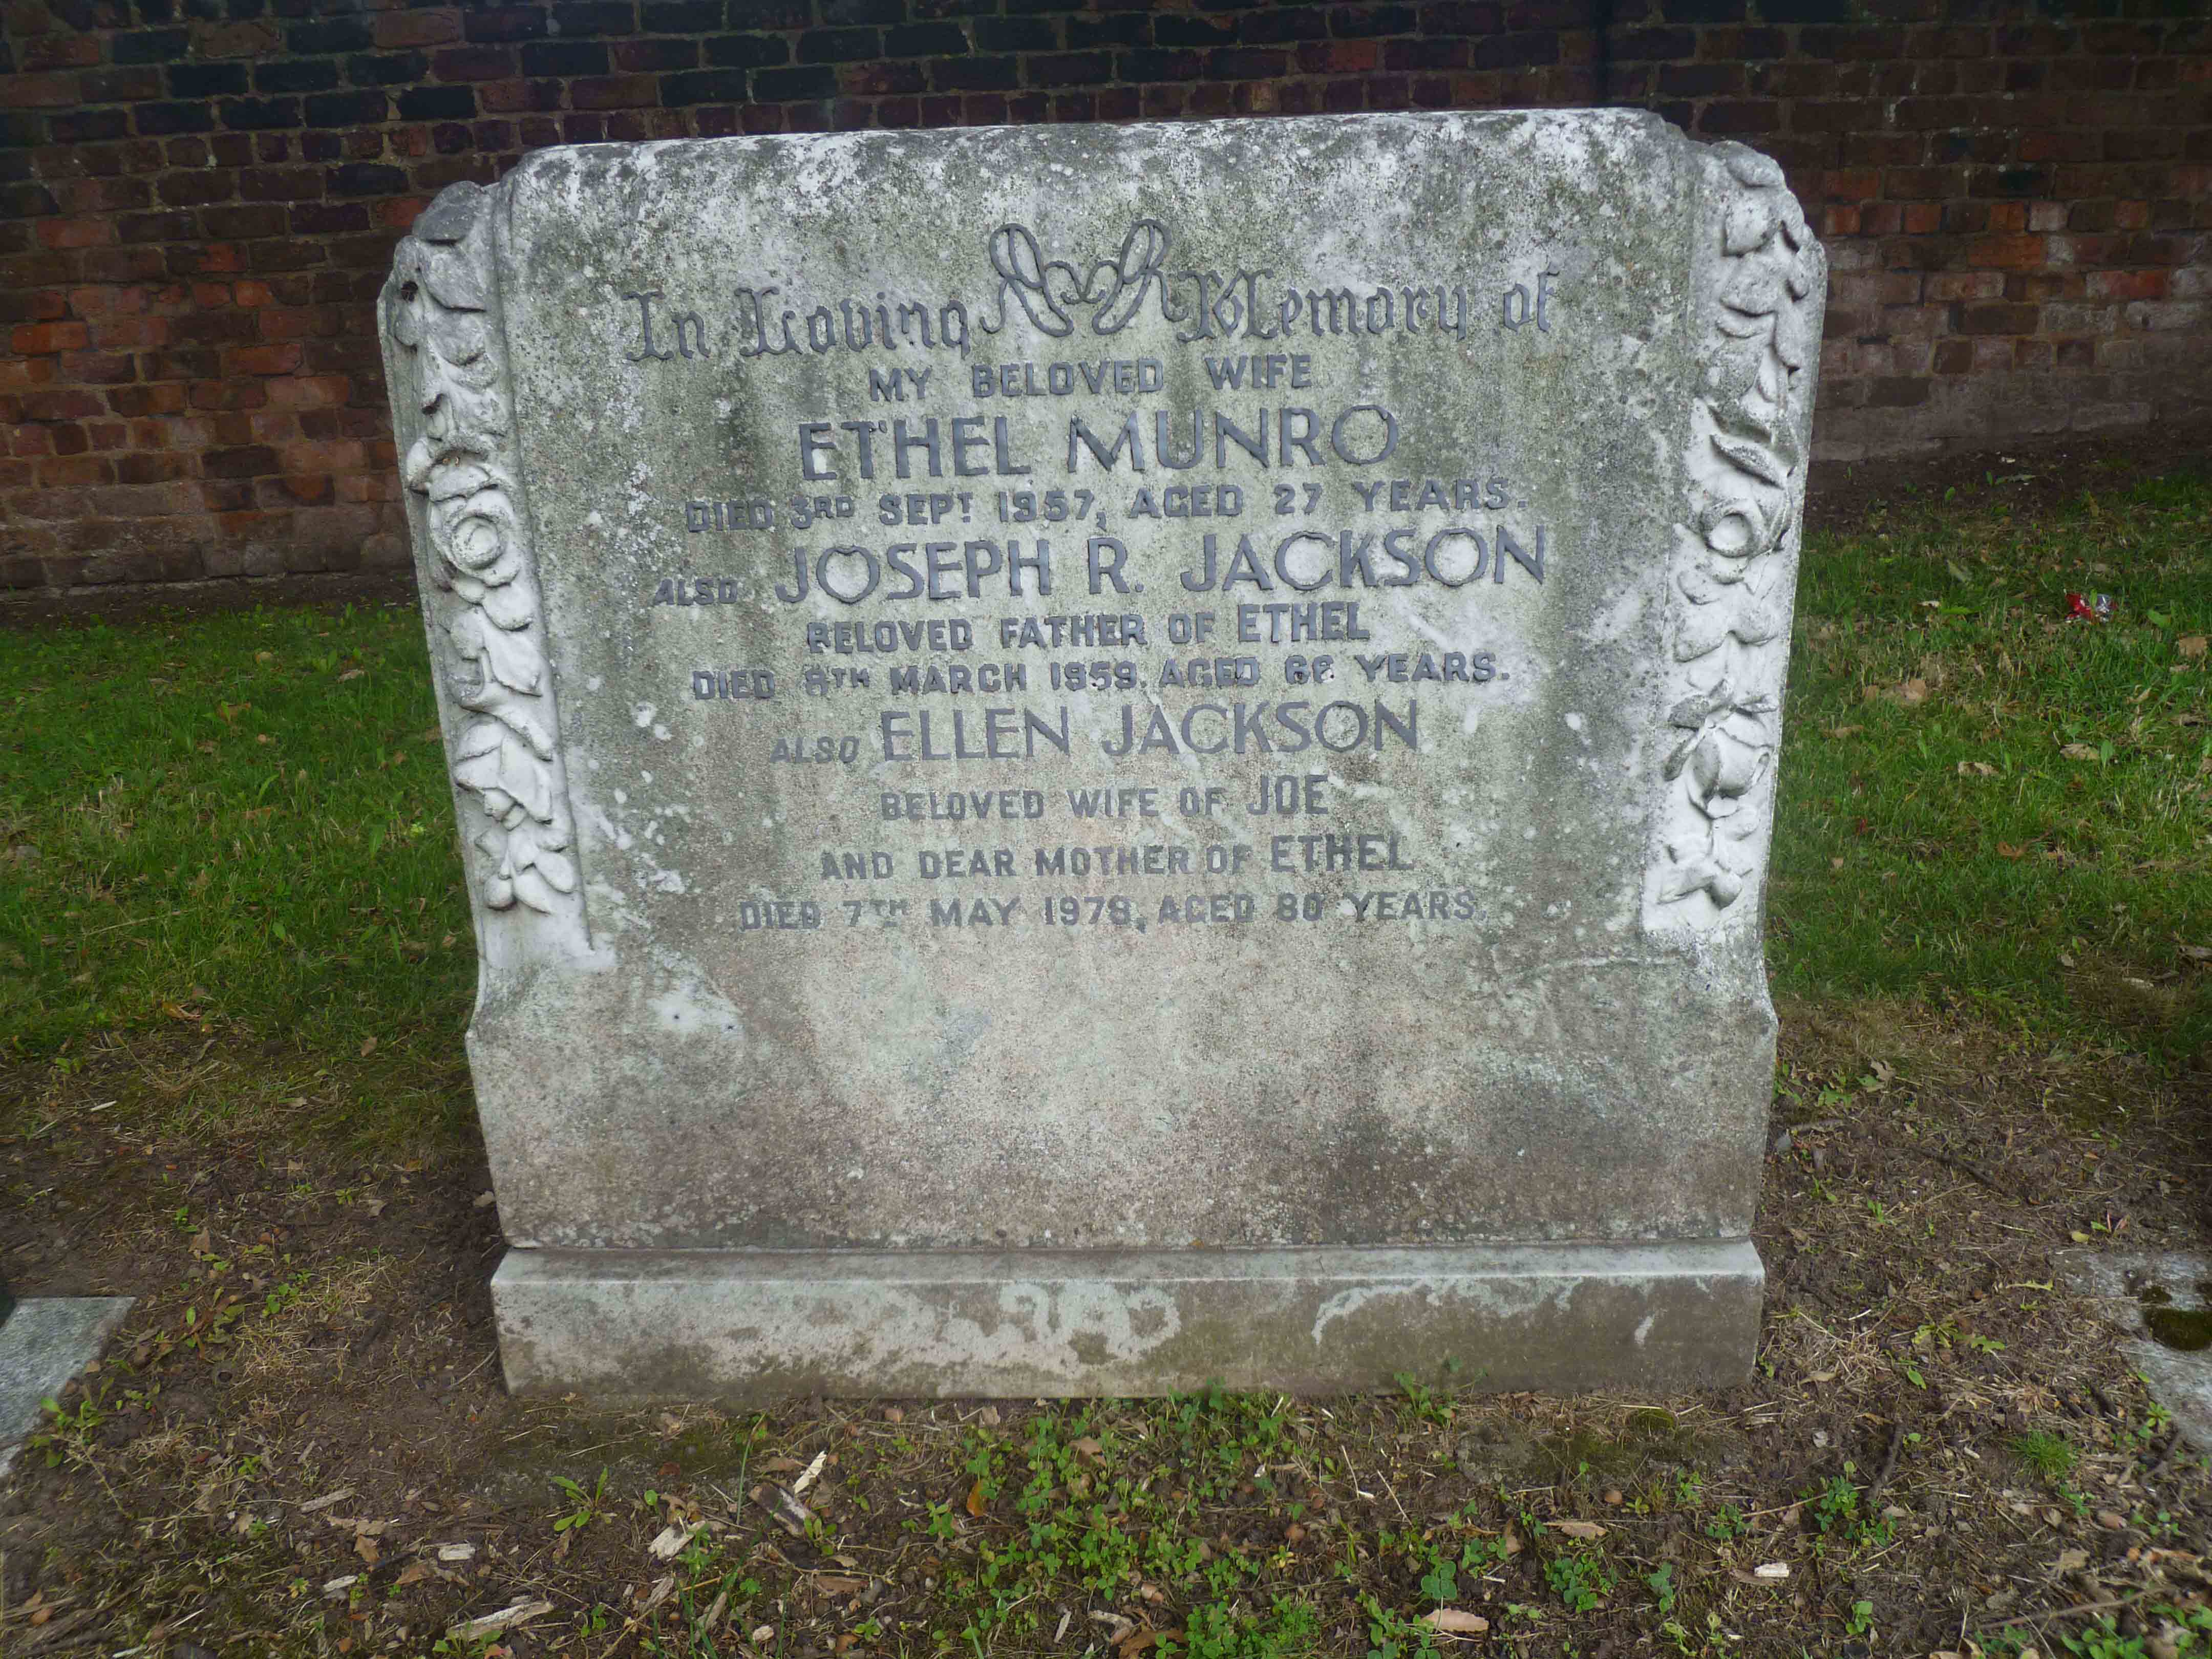 In Loving Memory of
MY BELOVED WIFE
ETHEL MUNRO
DIED 3RD SEPT 1957, AGED 27 YEARS.
ALSO JOSEPH R. JACKSON
BELOVED FATHER OF ETHEL
DIED 8TH MARCH 1959. AGED YEARS.
ALSO ELLEN JACKSON
BELOVED WIFE OF JOE
AND DEAR MOTHER OF ETHEL
DIED 7TH MAY 1978, AGED 80 YEARS.